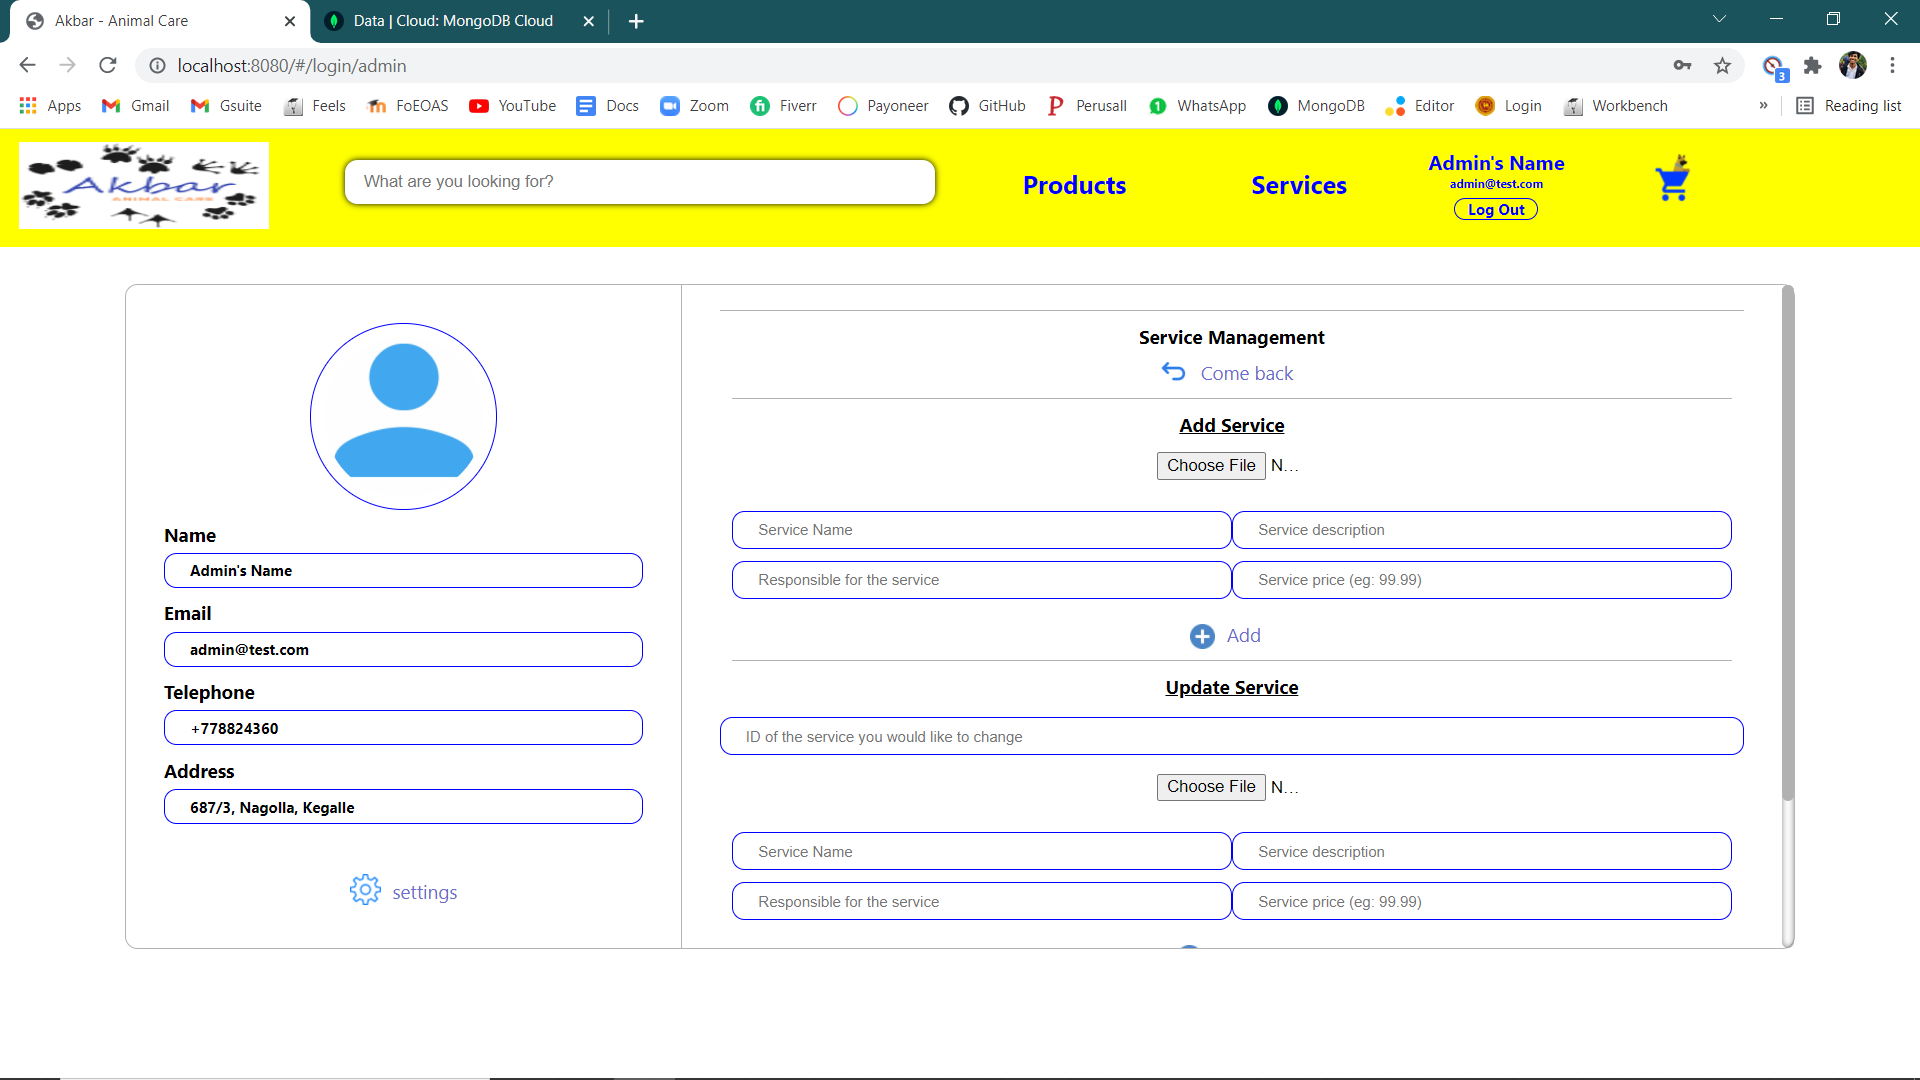 Akbar - Animal Care
Data | Cloud: MongoDB Cloud
localhost:8080/#/login/admin
3
Apps
Gmail
Gsuite
Feels
FoEOAS
YouTube
Docs
Zoom
Fiverr
Payoneer
GitHub
Perusall
WhatsApp
MongoDB
Editor
Login
Workbench
»
Reading list
Akbar
ANIMAL CARE
What are you looking for?
Products
Services
Admin's Name
admin@test.com
Log Out
Name
Admin's Name
Email
admin@test.com
Telephone
+778824360
Address
687/3, Nagolla, Kegalle
settings
Service Management
Come back
Add Service
Choose File N...
Service Name
Service description
Responsible for the service
Service price (eg: 99.99)
Add
Update Service
ID of the service you would like to change
Choose File N...
Service Name
Service description
Responsible for the service
Service price (eg: 99.99)